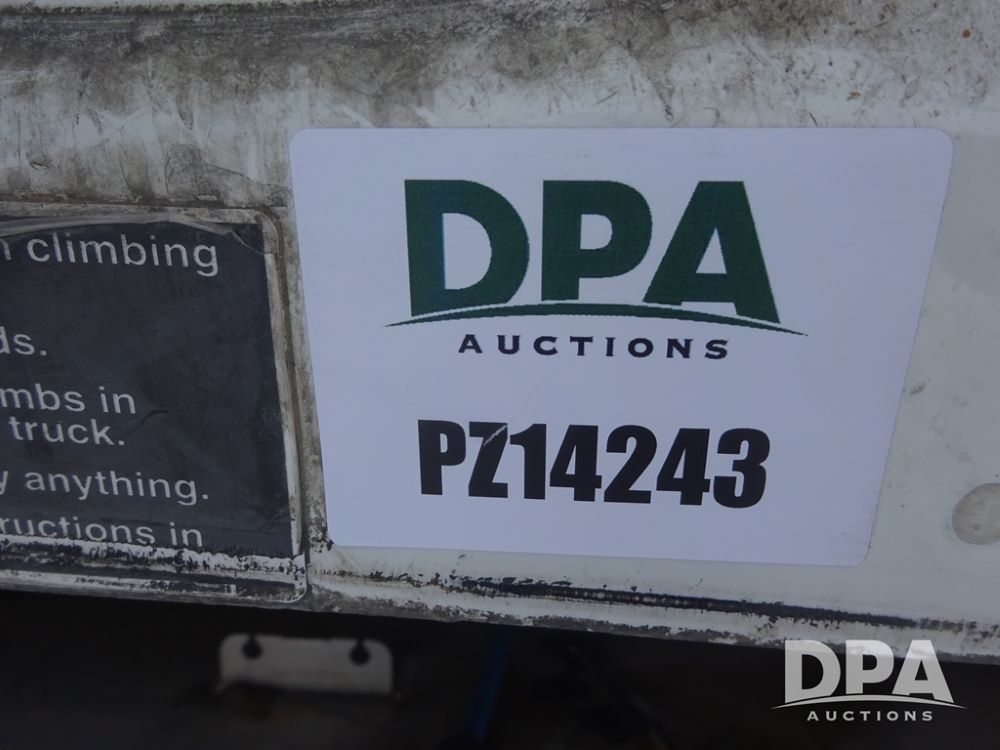 climbing
ds.
mbs in
truck.
y anything.
ructions in
DPA
AUCTIONS
PZ14243
DPA
AUCTIONS